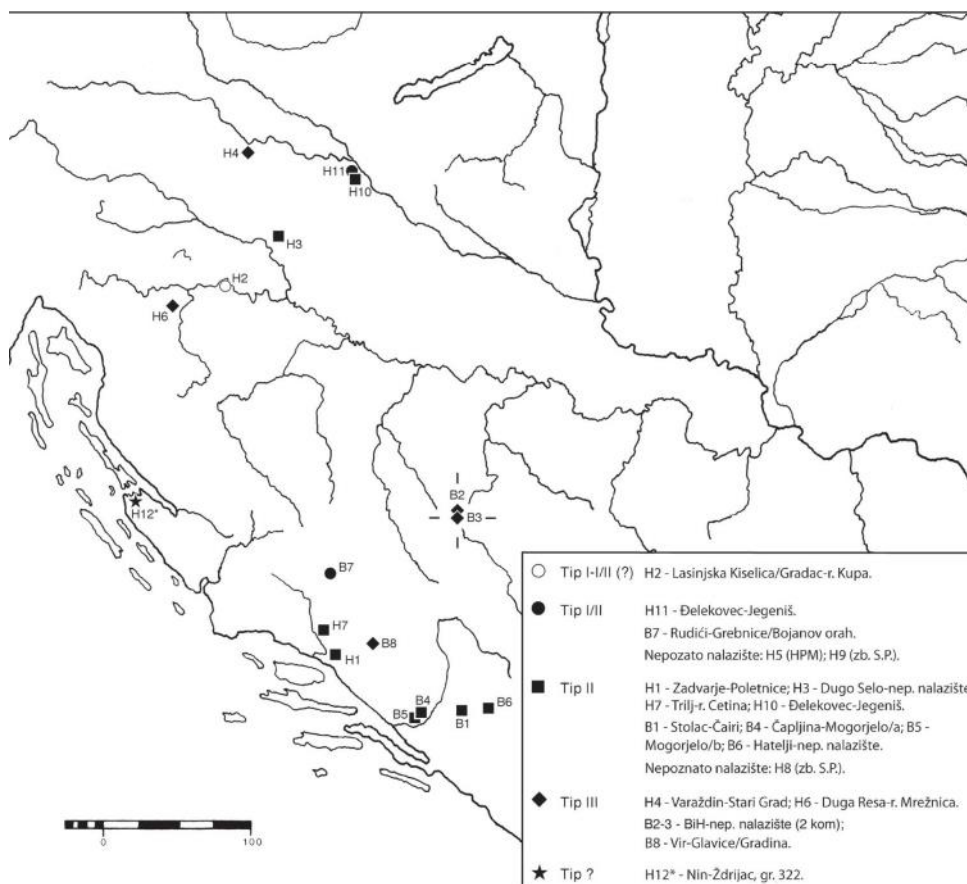 H4
H11
H10
H3
H2
H6
H12*
B2
B3
B7
H7
B8
H1
B4
B5
B1
B6
0
100
Tip I-I/II (?) H2 - Lasinjska Kiselica/Gradac-r. Kupa.
Tip I/II H11 - Đelekovec-Jegeniš.
B7 - Rudići-Grebnice/Bojanov orah.
Nepozato nalazište: H5 (HPM); H9 (zb. S.P.).
Tip II H1 - Zadvarje-Poletnice; H3 - Dugo Selo-nep. nalazište
H7 - Trilj-r. Cetina; H10 - Đelekovec-Jegeniš.
B1 - Stolac-Čairi; B4 - Čapljina-Mogorjelo/a; B5 -
Mogorjelo/b; B6 - Hatelji-nep. nalazište.
Nepoznato nalazište: H8 (zb. S.P.).
Tip III H4 - Varaždin-Stari Grad; H6 - Duga Resa-r. Mrežnica.
B2-3 - BiH-nep. nalazište (2 kom);
B8 - Vir-Glavice/Gradina.
Tip ? H12* - Nin-Ždrijac, gr. 322.